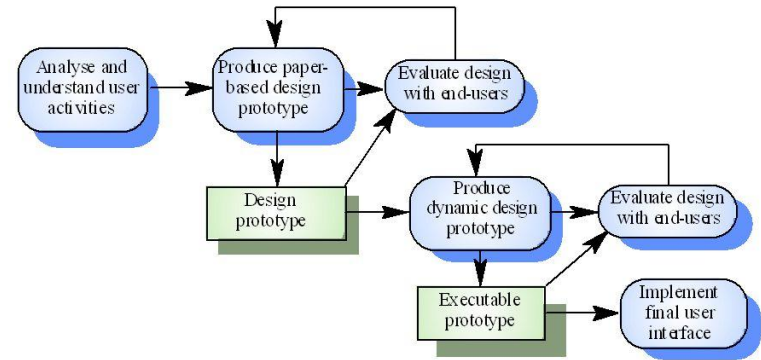 Analyse and
understand user
activities
Produce paper-
based design
prototype
Evaluate design
with end-users
Design
prototype
Produce
dynamic design
prototype
Evaluate design
with end-users
Executable
prototype
Implement
final user
interface